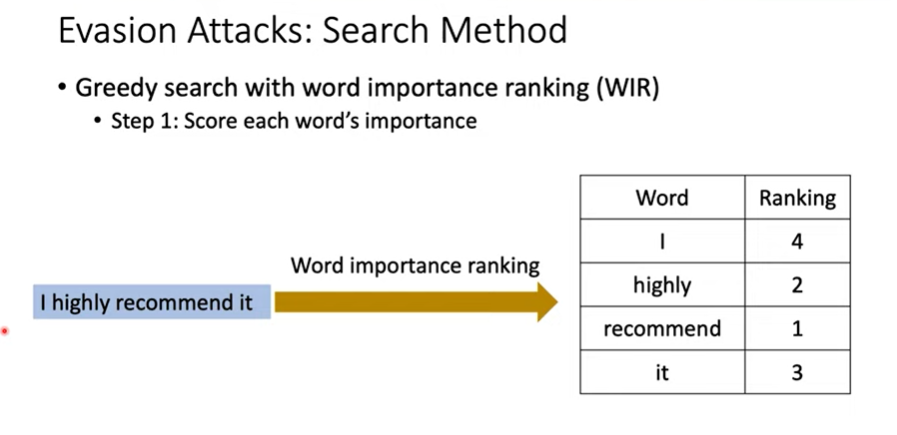 Evasion Attacks: Search Method
• Greedy search with word importance ranking (WIR)
• Step 1: Score each word's importance
Word importance ranking
I highly recommend it
Word Ranking
I 4
highly 2
recommend 1
it 3